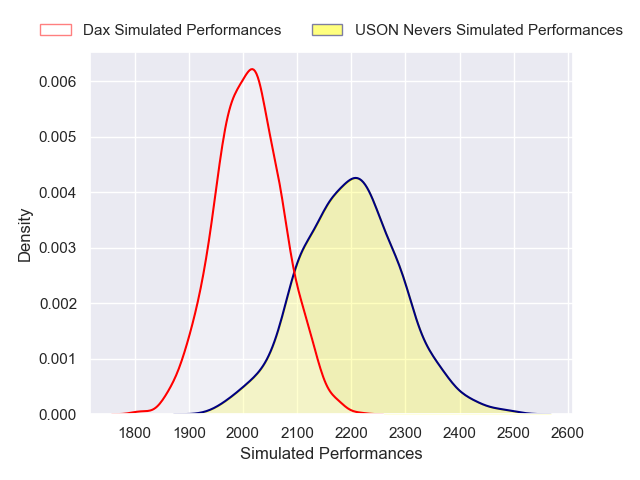 Dax Simulated Performances
USON Nevers Simulated Performances
0.006
0.005
0.004
0.003
0.002
0.001
0.000
Density
1800 1900 2000 2100 2200 2300 2400 2500 2600
Simulated Performances